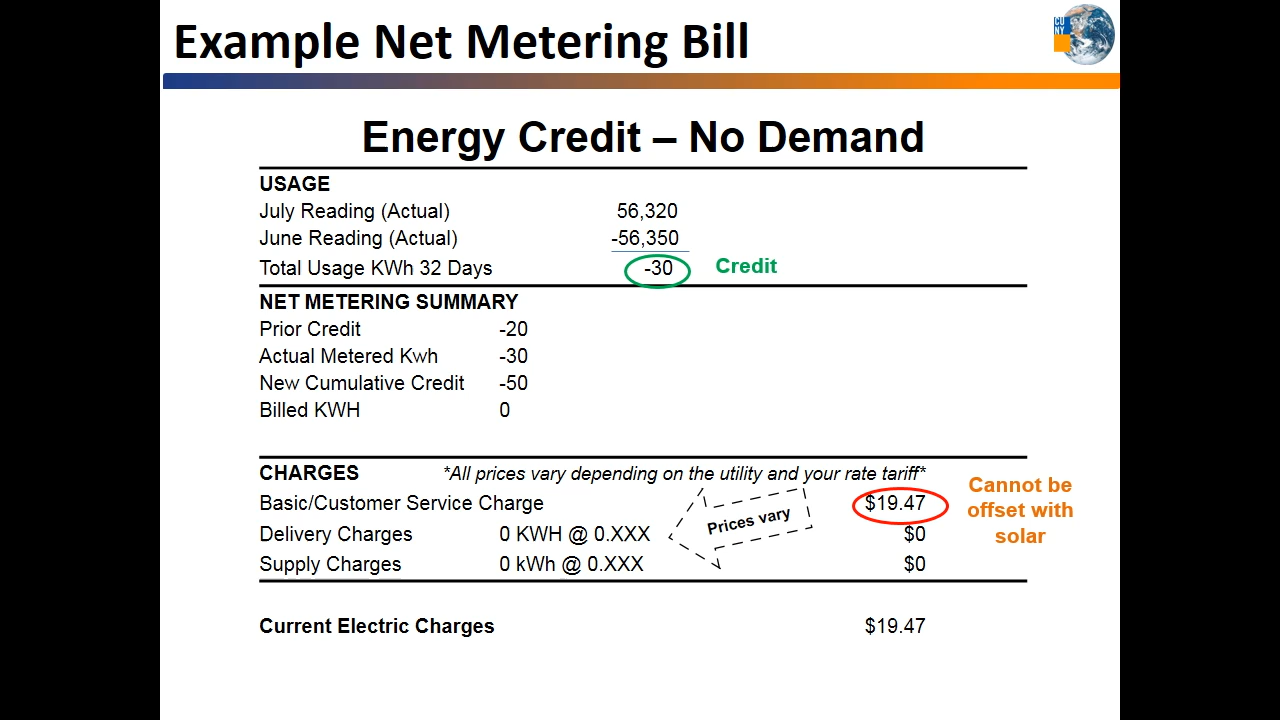 Example Net Metering Bill
CU
NY
Energy Credit – No Demand
USAGE
July Reading (Actual) 56,320
June Reading (Actual) -56,350
Total Usage KWh 32 Days -30 Credit
NET METERING SUMMARY
Prior Credit -20
Actual Metered Kwh -30
New Cumulative Credit -50
Billed KWH 0
CHARGES *All prices vary depending on the utility and your rate tariff*
Basic/Customer Service Charge $19.47
Cannot be
offset with
solar
Prices vary
Delivery Charges 0 KWH @ 0.XXX $0
Supply Charges 0 kWh @ 0.XXX $0
Current Electric Charges $19.47